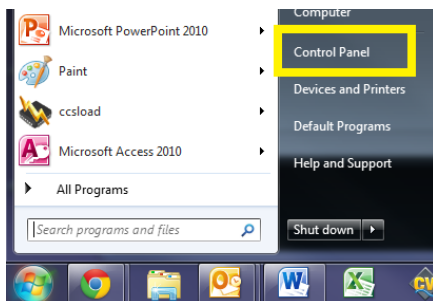 Microsoft PowerPoint 2010
Paint
ccsload
Microsoft Access 2010
All Programs
Search programs and files
Computer
Control Panel
Devices and Printers
Default Programs
Help and Support
Shut down